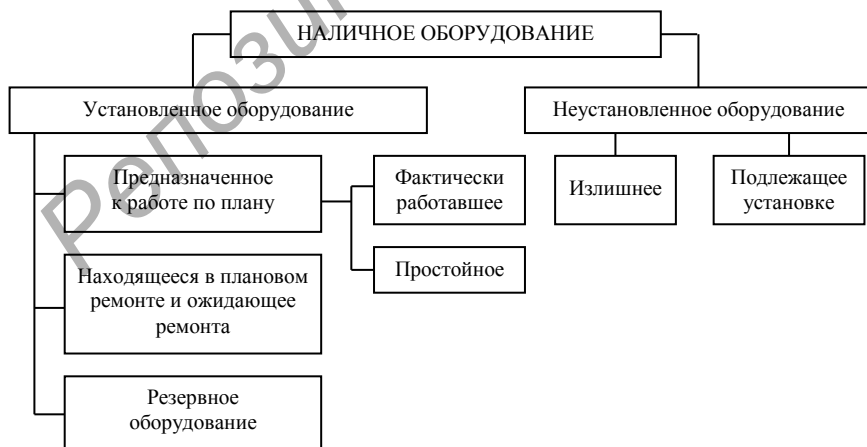 НАЛИЧНОЕ ОБОРУДОВАНИЕ
Установленное оборудование
Неустановленное оборудование
Предназначенное
к работе по плану
Фактически
работавшее
Излишнее
Подлежащее
установке
Простойное
Находящееся в плановом
ремонте и ожидающее
ремонта
Резервное
оборудование